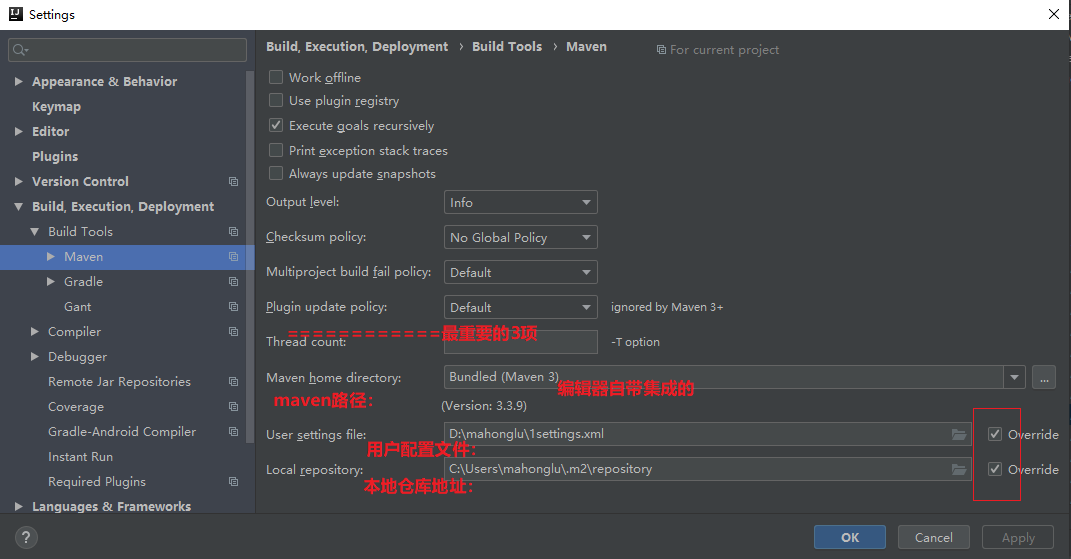 Settings
Build, Execution, Deployment › Build Tools › Maven For current project
Appearance & Behavior
Keymap
Editor
Plugins
Version Control
Build, Execution, Deployment
Build Tools
Maven
Gradle
Gant
Compiler
Debugger
Remote Jar Repositories
Coverage
Gradle-Android Compiler
Instant Run
Required Plugins
Languages & Frameworks
Work offline
Use plugin registry
Execute goals recursively
Print exception stack traces
Always update snapshots
Output level: Info
Checksum policy: No Global Policy
Multiproject build fail policy: Default
Plugin update policy: Default ignored by Maven 3+
=============最重要的3项
Thread count: -T option
Maven home directory: Bundled (Maven 3) ...
编辑器自带集成的
maven路径：
(Version: 3.3.9)
User settings file: D:\mahonglu\1settings.xml Override
用户配置文件：
Local repository: C:\Users\mahonglu\.m2\repository Override
本地仓库地址：
? OK Cancel Apply